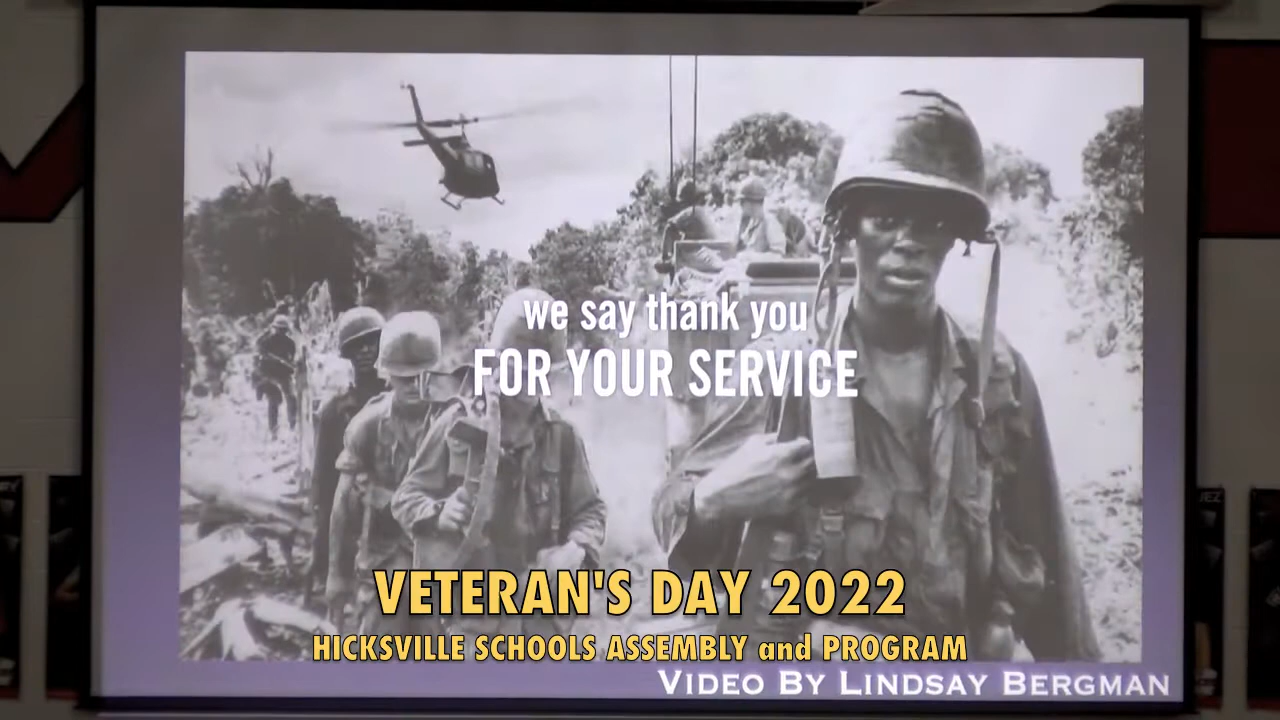 we say thank you
FOR YOUR SERVICE
VETERAN'S DAY 2022
HICKSVILLE SCHOOLS ASSEMBLY and PROGRAM
VIDEO BY LINDSAY BERGMAN